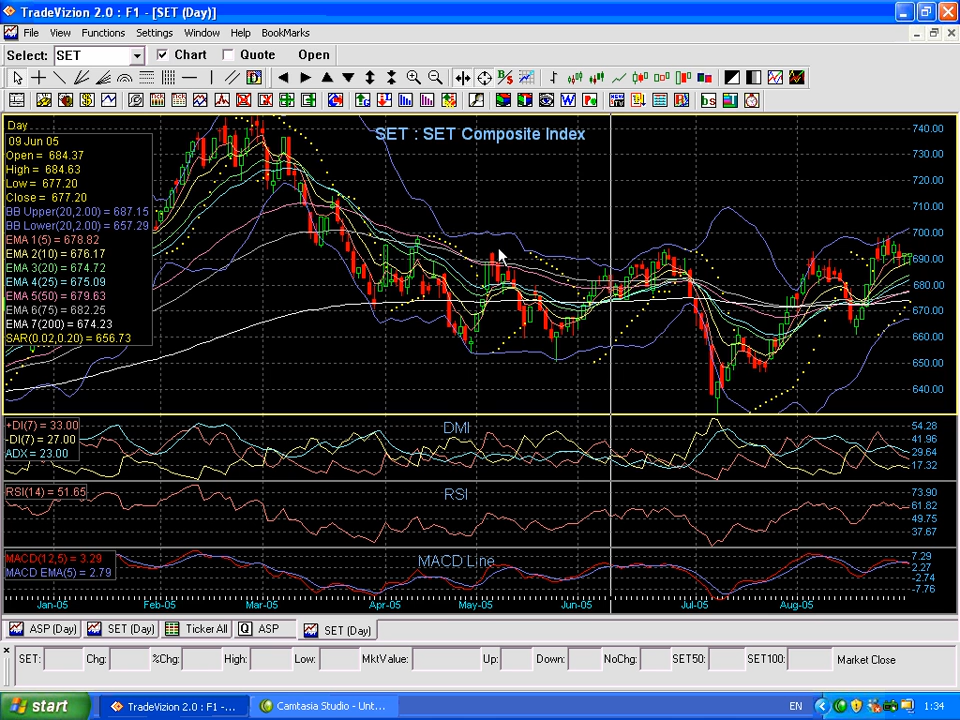 TradeVizion 2.0 : F1 - [SET (Day)]
File View Functions Settings Window Help BookMarks
Select: SET Chart Quote Open
Day
SET : SET Composite Index
09 Jun 05
Open = 684.37
High = 684.63
Low = 677.20
Close = 677.20
BB Upper(20,2.00) = 687.15
BB Lower(20,2.00) = 657.29
EMA 1(5) = 678.82
EMA 2(10) = 676.17
EMA 3(20) = 674.72
EMA 4(25) = 675.09
EMA 5(50) = 679.63
EMA 6(75) = 682.25
EMA 7(200) = 674.23
SAR(0.02,0.20) = 656.73
740.00
730.00
720.00
710.00
700.00
690.00
680.00
670.00
660.00
650.00
640.00
+DI(7) = 33.00
-DI(7) = 27.00
ADX = 23.00
DMI
54.28
41.96
29.64
17.32
RSI(14) = 51.65
RSI
73.90
61.82
49.75
37.67
MACD(12,5) = 3.29
MACD EMA(5) = 2.79
MACD Line
7.29
2.27
-2.74
-7.76
Jan-05 Feb-05 Mar-05 Apr-05 May-05 Jun-05 Jul-05 Aug-05
ASP (Day) SET (Day) Ticker All Q ASP SET (Day)
SET: Chg: %Chg: High: Low: MktValue: Up: Down: NoChg: SET50: SET100: Market Close
start TradeVizion 2.0 : F1 -... Camtasia Studio - Unt... EN 1:34